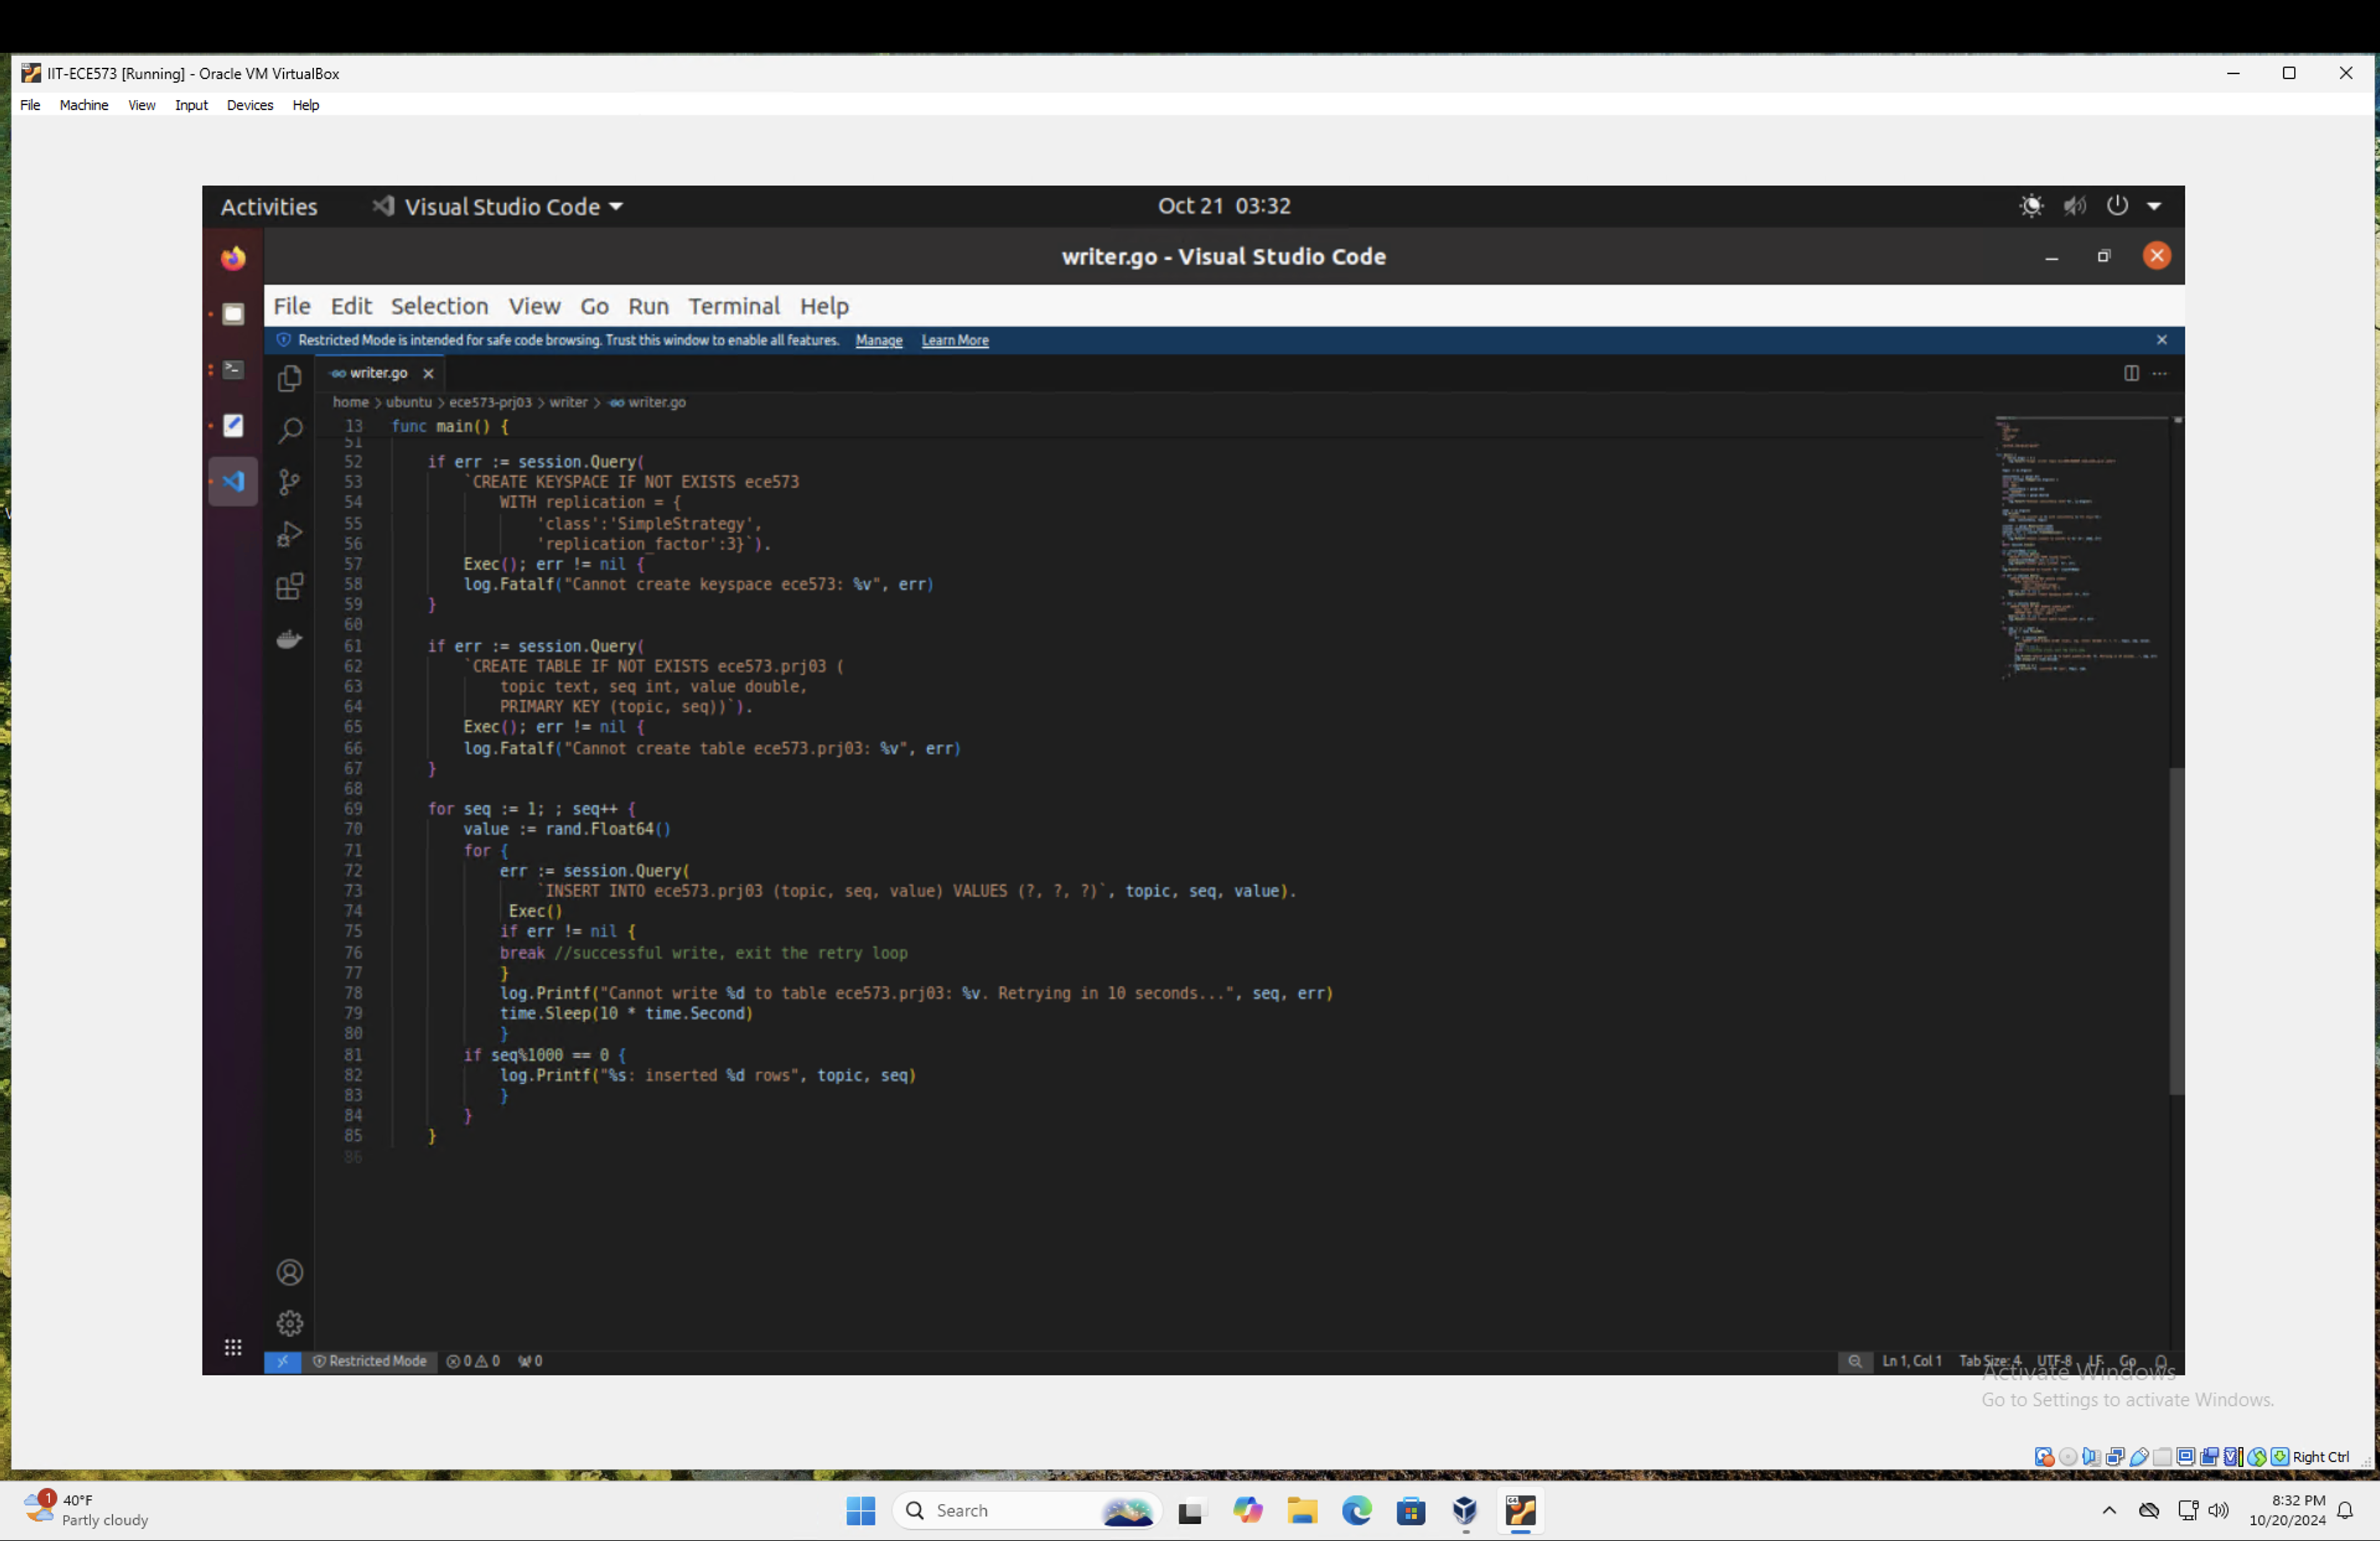 IIT-ECE573 [Running] - Oracle VM VirtualBox
File Machine View Input Devices Help
Activities Visual Studio Code Oct 21 03:32
writer.go - Visual Studio Code
File Edit Selection View Go Run Terminal Help
Restricted Mode is intended for safe code browsing. Trust this window to enable all features. Manage Learn More
writer.go
home > ubuntu > ece573-prj03 > writer > writer.go
13 func main() {
51
52 if err := session.Query(
53 `CREATE KEYSPACE IF NOT EXISTS ece573
54 WITH replication = {
55 'class':'SimpleStrategy',
56 'replication_factor':3}`).
57 Exec(); err != nil {
58 log.Fatalf("Cannot create keyspace ece573: %v", err)
59 }
60
61 if err := session.Query(
62 `CREATE TABLE IF NOT EXISTS ece573.prj03 (
63 topic text, seq int, value double,
64 PRIMARY KEY (topic, seq))`).
65 Exec(); err != nil {
66 log.Fatalf("Cannot create table ece573.prj03: %v", err)
67 }
68
69 for seq := 1; ; seq++ {
70 value := rand.Float64()
71 for {
72 err := session.Query(
73 `INSERT INTO ece573.prj03 (topic, seq, value) VALUES (?, ?, ?)`, topic, seq, value).
74 Exec()
75 if err != nil {
76 break //successful write, exit the retry loop
77 }
78 log.Printf("Cannot write %d to table ece573.prj03: %v. Retrying in 10 seconds...", seq, err)
79 time.Sleep(10 * time.Second)
80 }
81 if seq%1000 == 0 {
82 log.Printf("%s: inserted %d rows", topic, seq)
83 }
84 }
85 }
86
Restricted Mode 0 0 0 Ln 1, Col 1 Tab Size: 4 UTF-8 LF Go
Activate Windows
Go to Settings to activate Windows.
Right Ctrl
1 40°F
Partly cloudy
Search
8:32 PM
10/20/2024